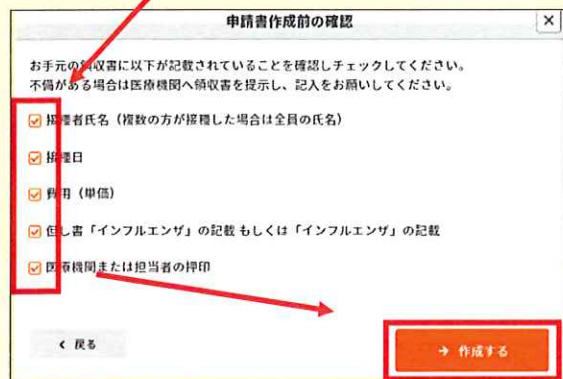 申請書作成前の確認
お手元の領収書に以下が記載されていることを確認しチェックしてください。
不備がある場合は医療機関へ領収書を提示し、記入をお願いしてください。
接種者氏名（複数の方が接種した場合は全員の氏名）
接種日
費用（単価）
但し書「インフルエンザ」の記載 もしくは「インフルエンザ」の記載
医療機関または担当者の押印
戻る
作成する